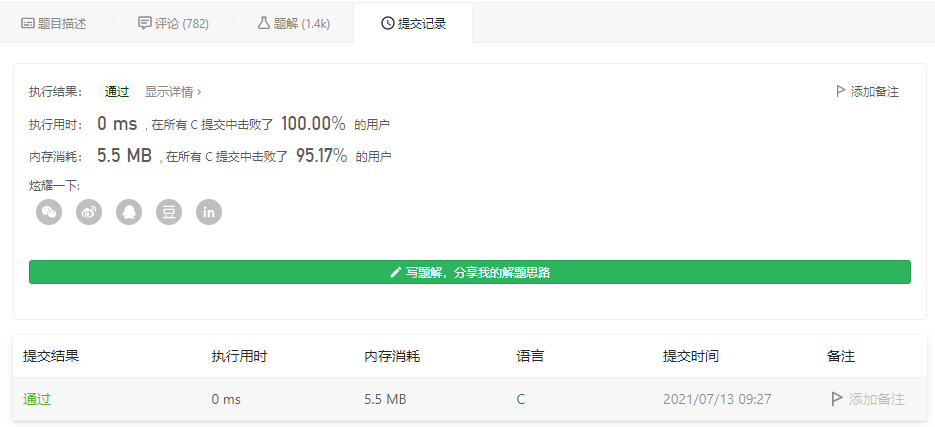 题目描述 评论 (782) 题解 (1.4k) 提交记录
执行结果： 通过 显示详情 › 添加备注
执行用时： 0 ms , 在所有 C 提交中击败了 100.00% 的用户
内存消耗： 5.5 MB , 在所有 C 提交中击败了 95.17% 的用户
炫耀一下:
豆 in
写题解，分享我的解题思路
提交结果 执行用时 内存消耗 语言 提交时间 备注
通过 0 ms 5.5 MB C 2021/07/13 09:27 添加备注